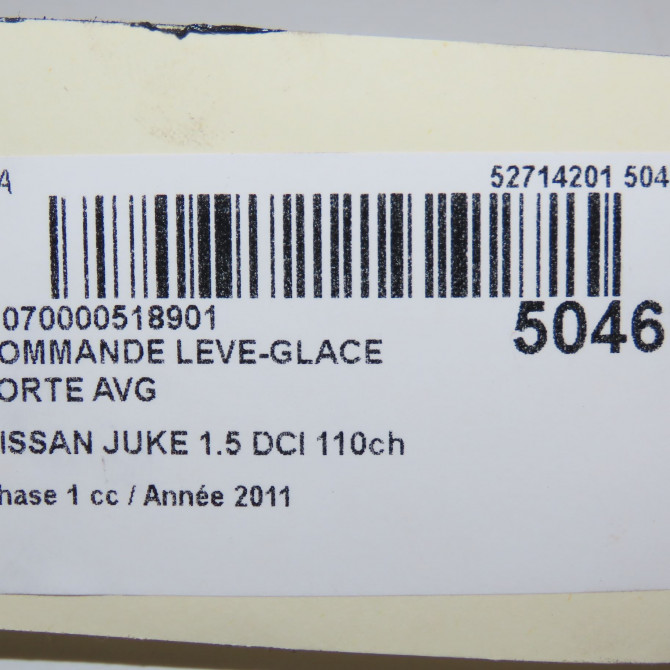 A 52714201 504
070000518901 5046
OMMANDE LEVE-GLACE
ORTE AVG
ISSAN JUKE 1.5 DCI 110ch
hase 1 cc / Année 2011